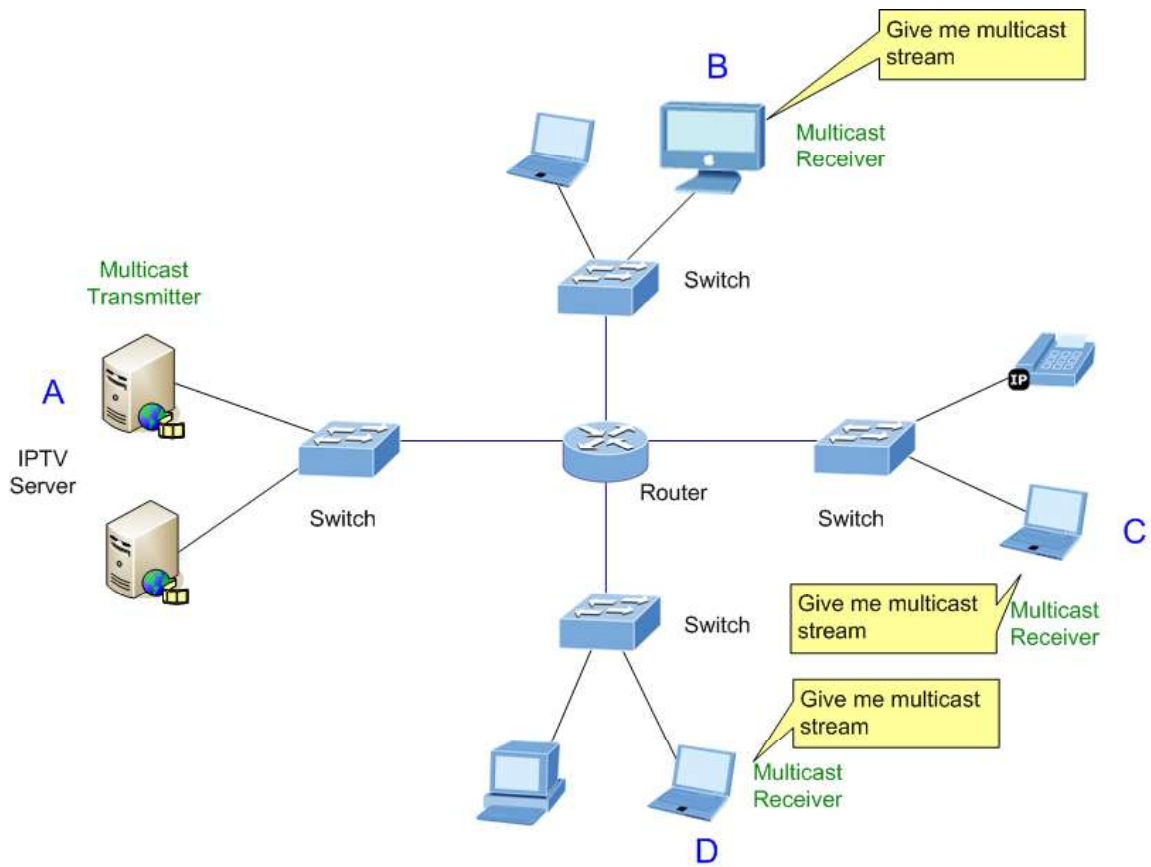 Give me multicast
stream
B
Multicast
Receiver
Switch
Multicast
Transmitter
A
IPTV
Server
Switch
Router
IP
Switch
C
Give me multicast
stream
Multicast
Receiver
Switch
Give me multicast
stream
Multicast
Receiver
D